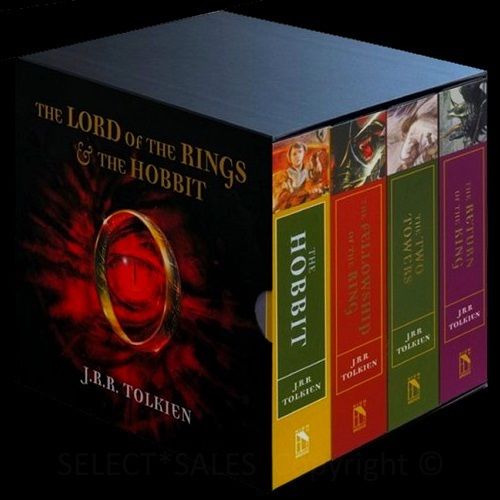 THE LORD OF THE RINGS
& THE HOBBIT
J.R.R. TOLKIEN
THE
HOBBIT
J.R.R
TOLKIEN
THE FELLOWSHIP
OF THE RING
J.R.R
TOLKIEN
THE TWO
TOWERS
J.R.R
TOLKIEN
THE RETURN
OF THE KING
J.R.R
TOLKIEN
SELECT*SALES Copyright ©